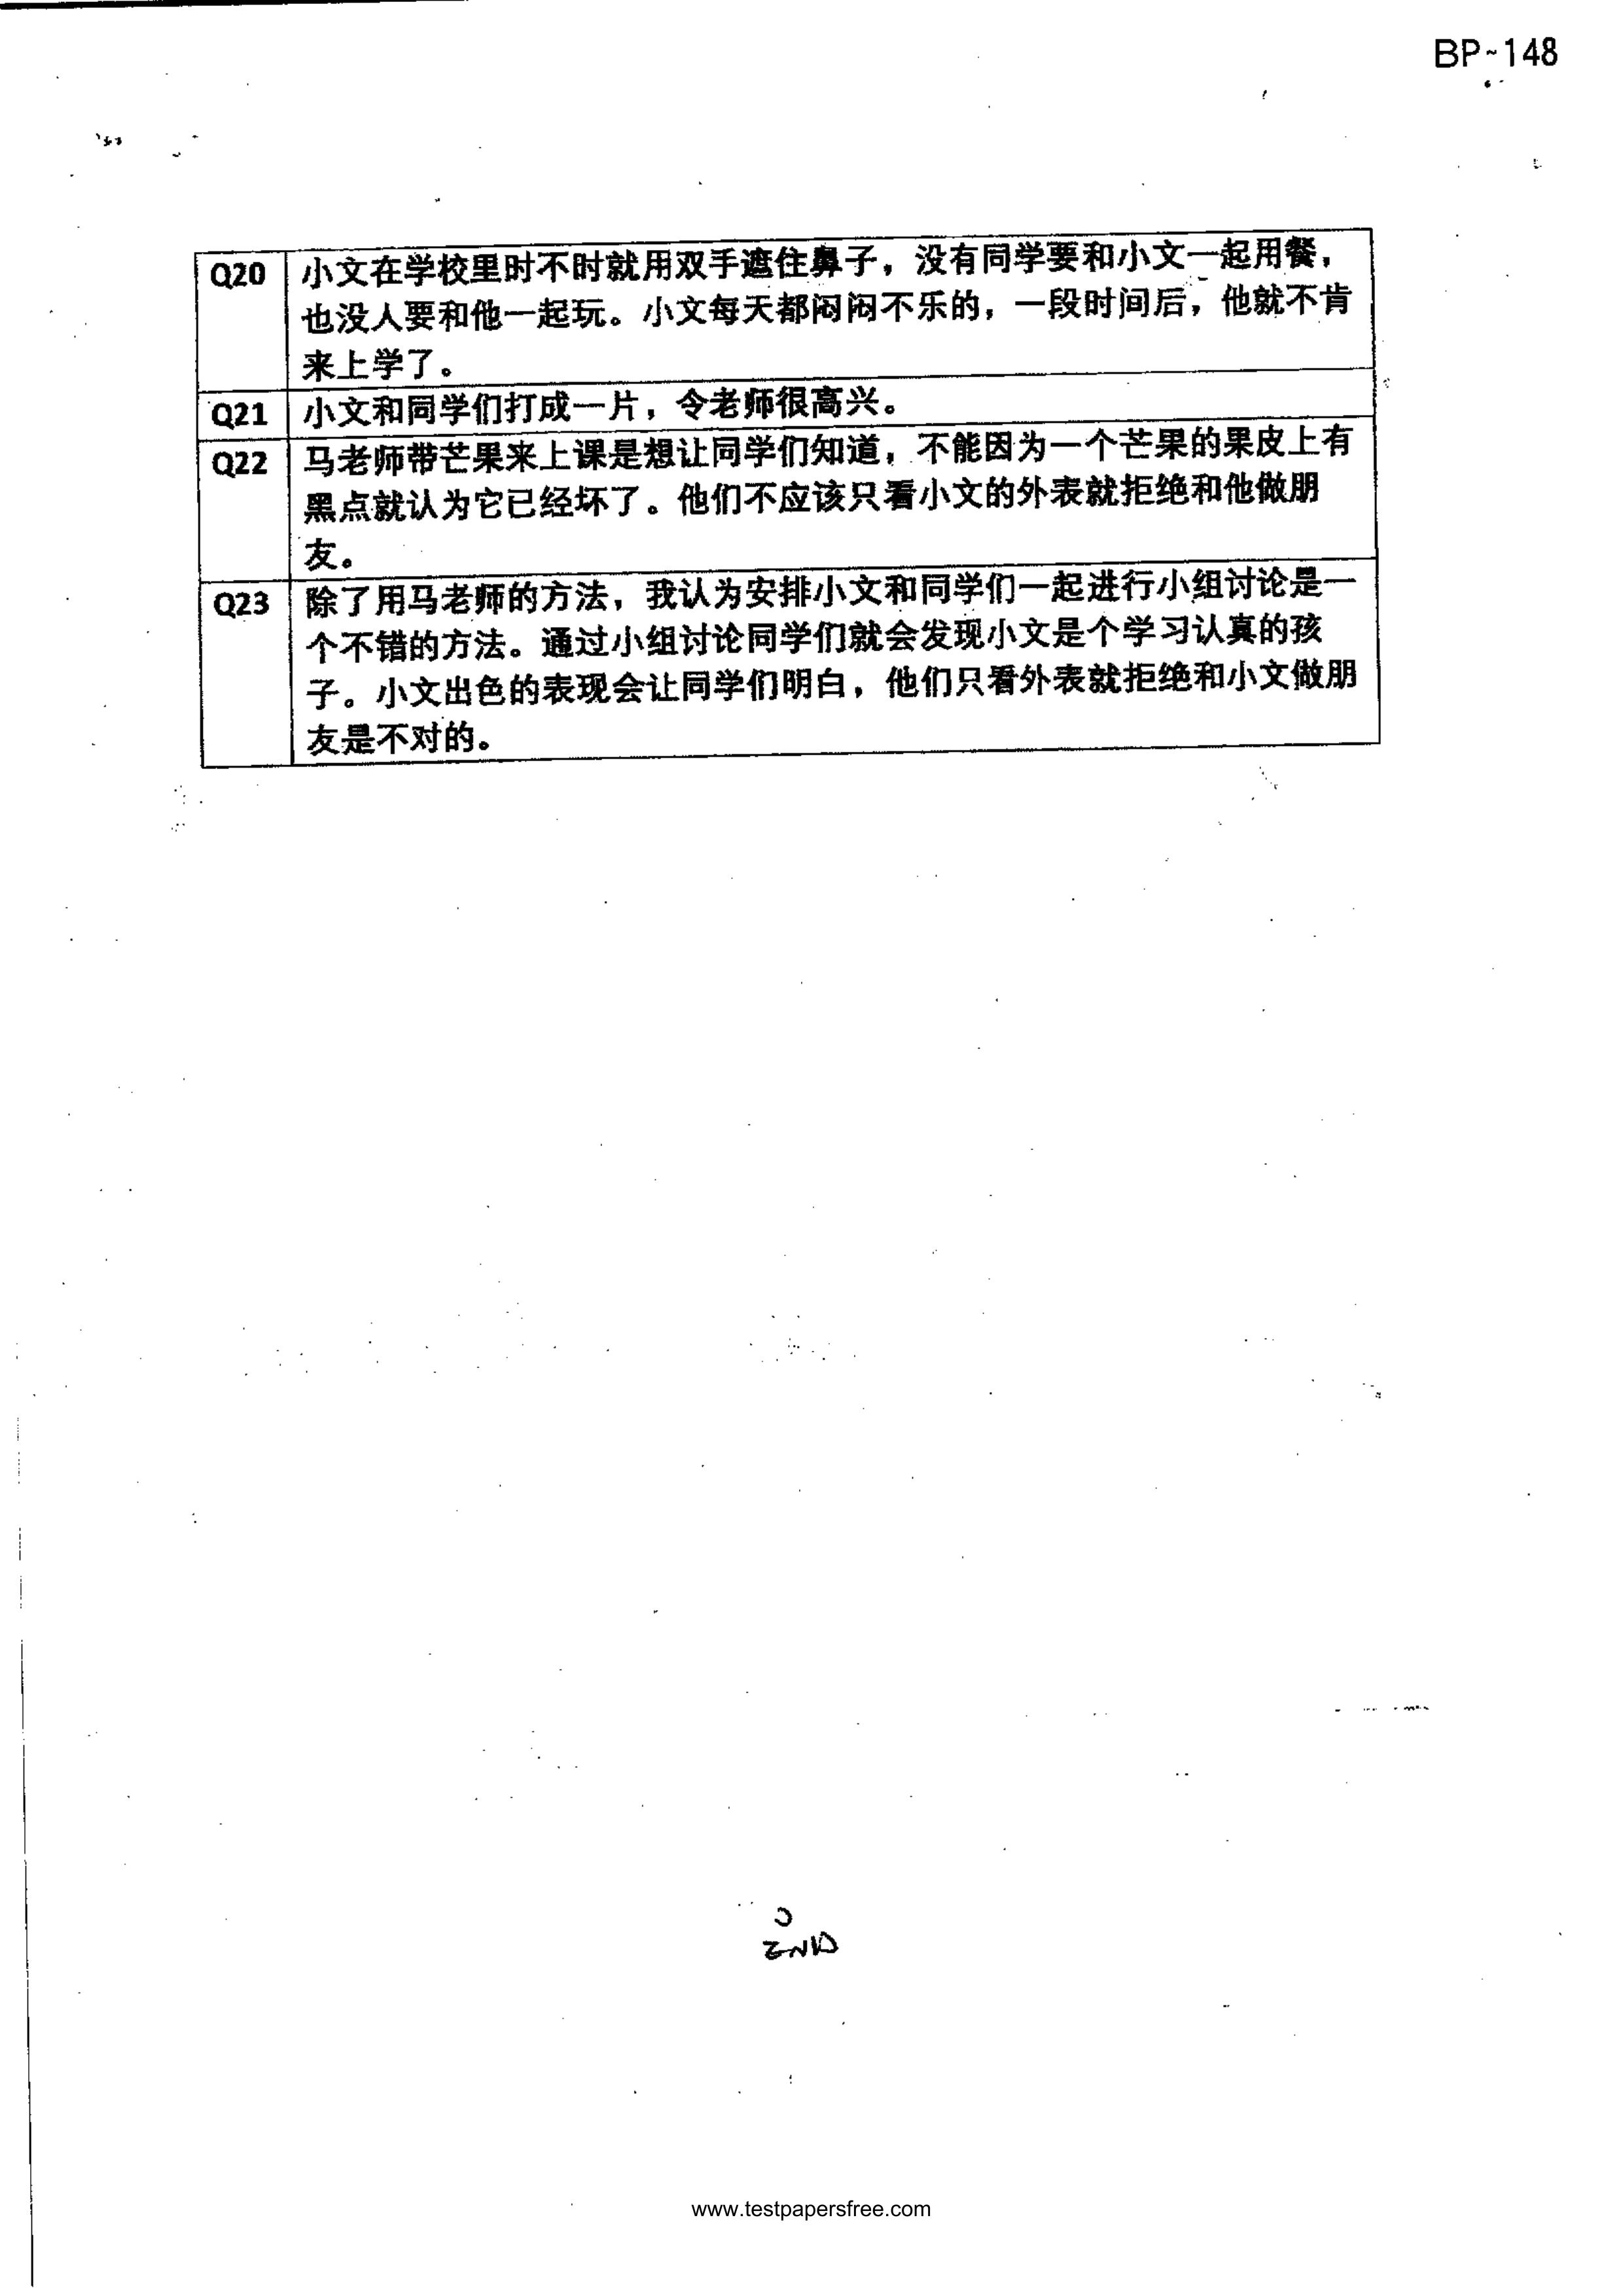 BP~148
Q20 小文在学校里时不时就用双手遮住鼻子，没有同学要和小文一起用餐，
也没人要和他一起玩。小文每天都闷闷不乐的，一段时间后，他就不肯
来上学了。
Q21 小文和同学们打成一片，令老师很高兴。
Q22 马老师带芒果来上课是想让同学们知道，不能因为一个芒果的果皮上有
黑点就认为它已经坏了。他们不应该只看小文的外表就拒绝和他做朋
友。
Q23 除了用马老师的方法，我认为安排小文和同学们一起进行小组讨论是一
个不错的方法。通过小组讨论同学们就会发现小文是个学习认真的孩
子。小文出色的表现会让同学们明白，他们只看外表就拒绝和小文做朋
友是不对的。
END
www.testpapersfree.com